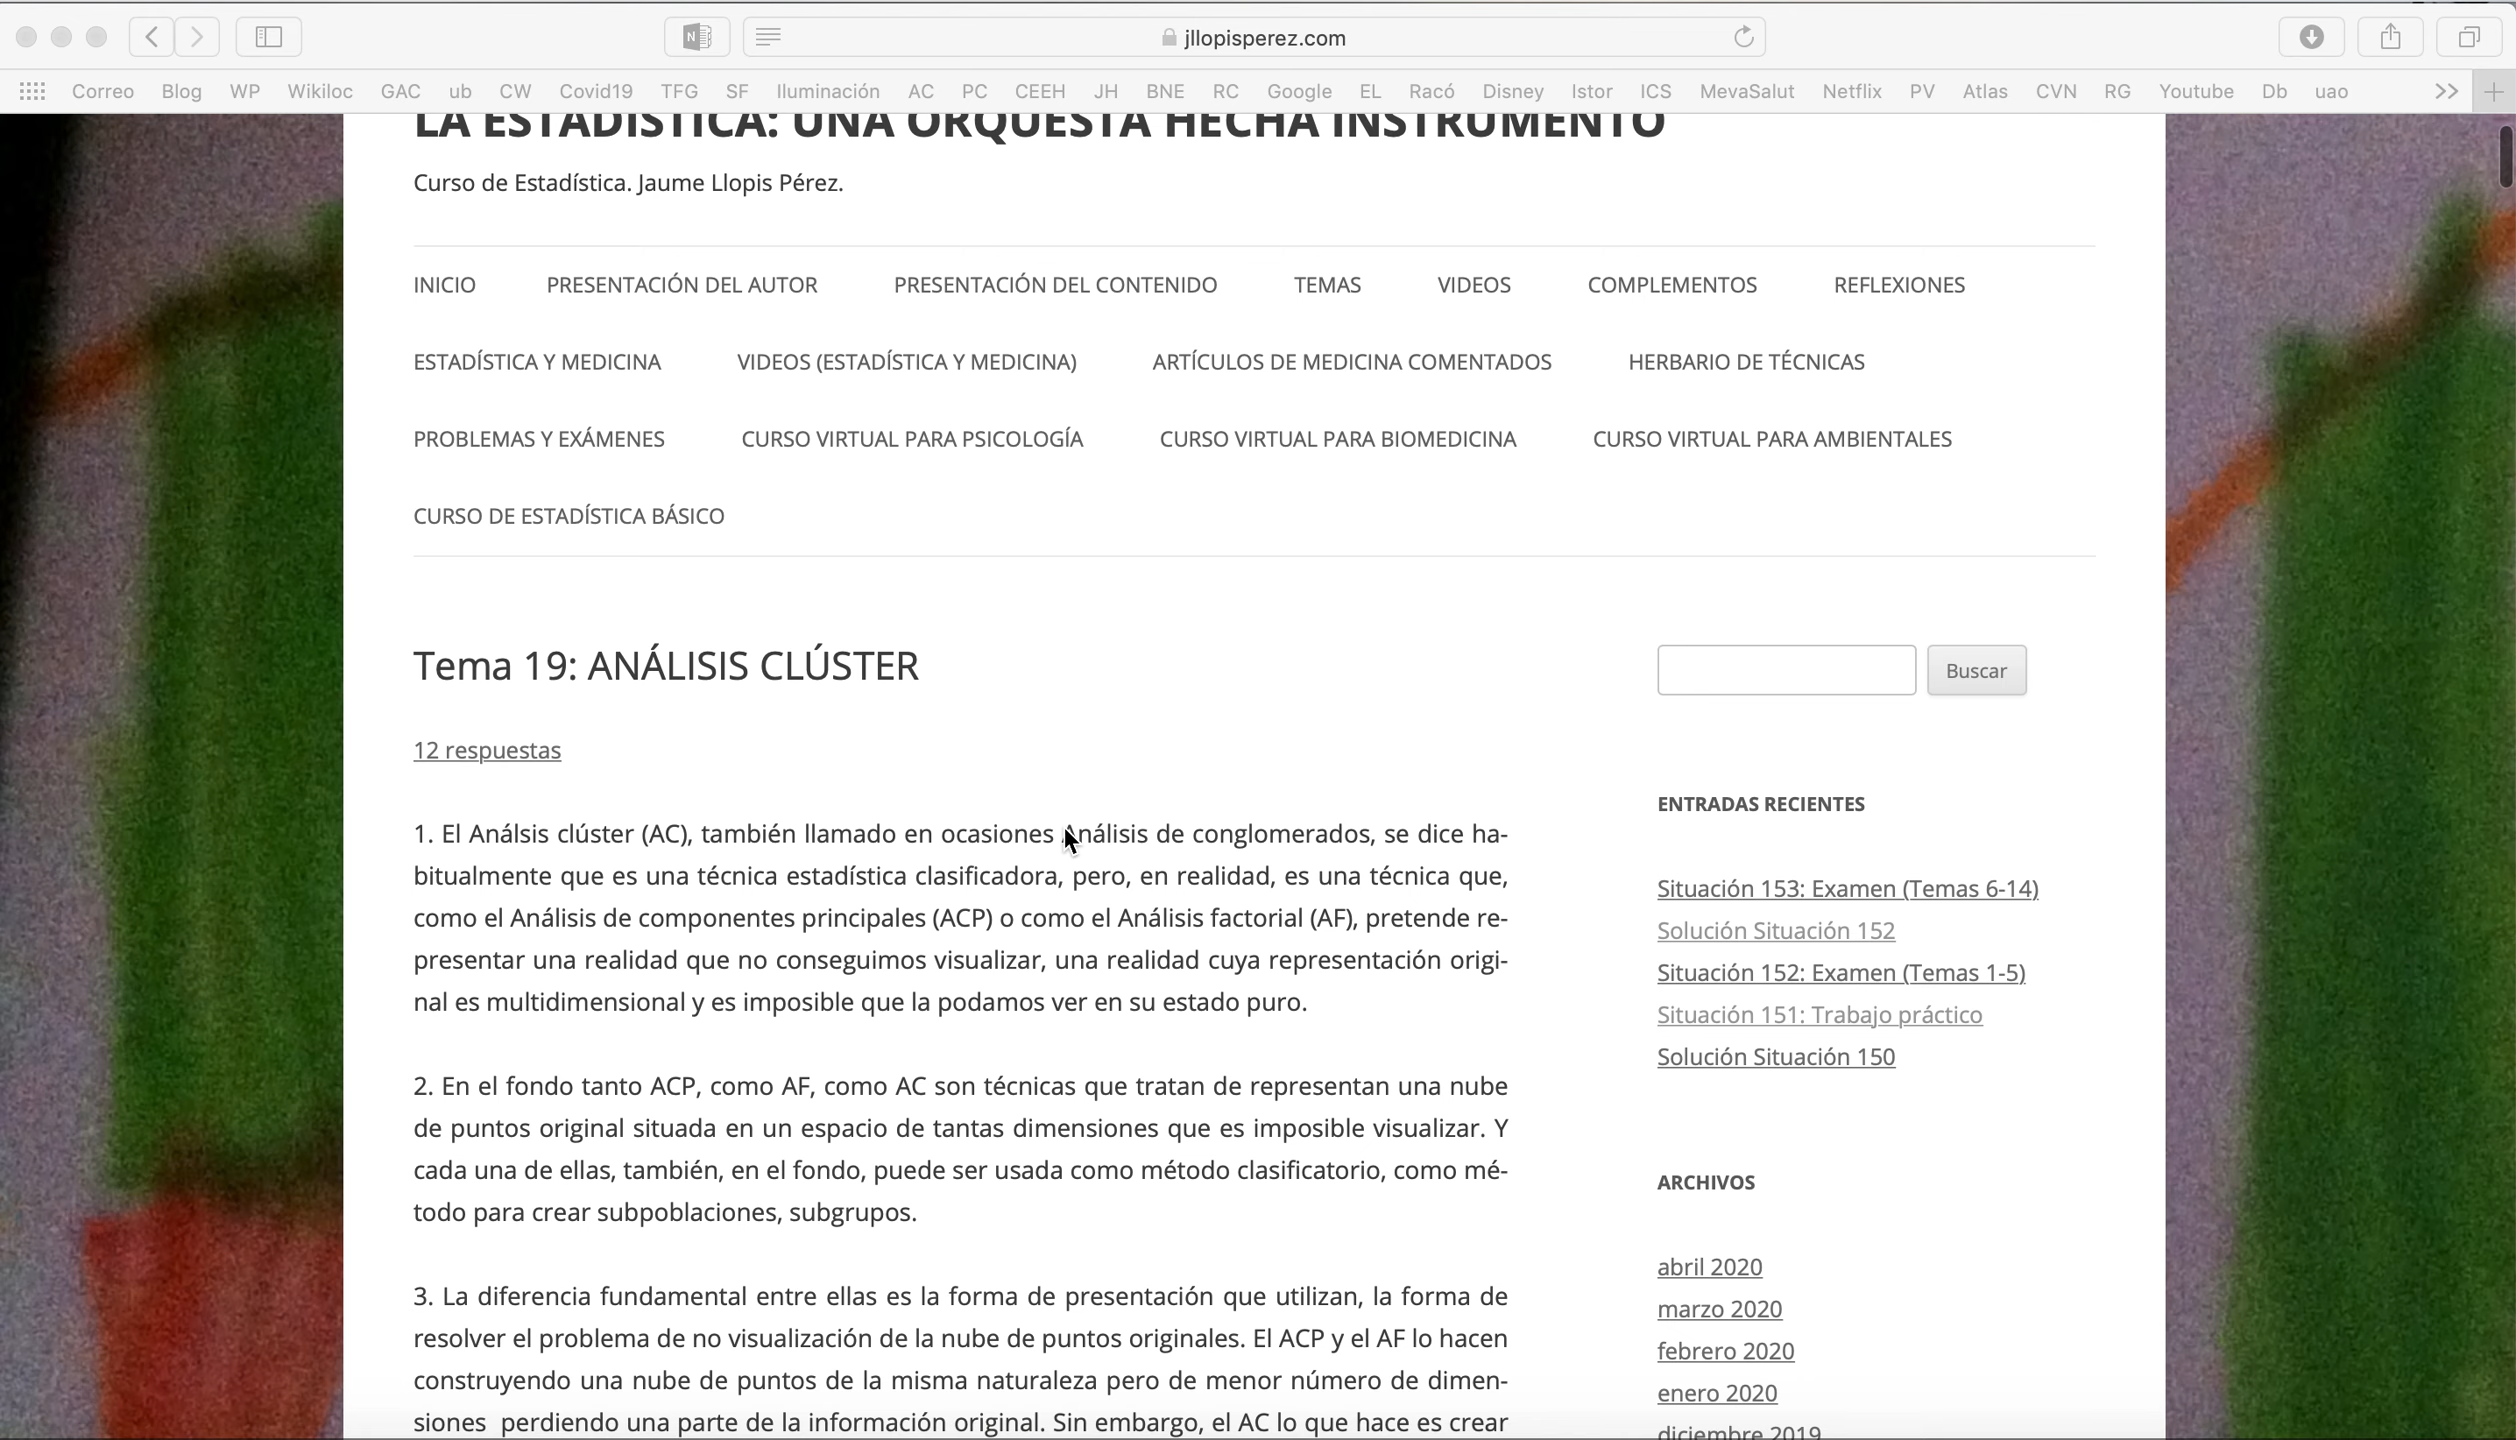 jllopisperez.com
Correo Blog WP Wikiloc GAC ub CW Covid19 TFG SF Iluminación AC PC CEEH JH BNE RC Google EL Racó Disney Istor ICS MevaSalut Netflix PV Atlas CVN RG Youtube Db uao
LA ESTADÍSTICA: UNA ORQUESTA HECHA INSTRUMENTO
Curso de Estadística. Jaume Llopis Pérez.
INICIO PRESENTACIÓN DEL AUTOR PRESENTACIÓN DEL CONTENIDO TEMAS VIDEOS COMPLEMENTOS REFLEXIONES
ESTADÍSTICA Y MEDICINA VIDEOS (ESTADÍSTICA Y MEDICINA) ARTÍCULOS DE MEDICINA COMENTADOS HERBARIO DE TÉCNICAS
PROBLEMAS Y EXÁMENES CURSO VIRTUAL PARA PSICOLOGÍA CURSO VIRTUAL PARA BIOMEDICINA CURSO VIRTUAL PARA AMBIENTALES
CURSO DE ESTADÍSTICA BÁSICO
Tema 19: ANÁLISIS CLÚSTER
12 respuestas
1. El Análsis clúster (AC), también llamado en ocasiones Análisis de conglomerados, se dice ha-
bitualmente que es una técnica estadística clasificadora, pero, en realidad, es una técnica que,
como el Análisis de componentes principales (ACP) o como el Análisis factorial (AF), pretende re-
presentar una realidad que no conseguimos visualizar, una realidad cuya representación origi-
nal es multidimensional y es imposible que la podamos ver en su estado puro.
2. En el fondo tanto ACP, como AF, como AC son técnicas que tratan de representan una nube
de puntos original situada en un espacio de tantas dimensiones que es imposible visualizar. Y
cada una de ellas, también, en el fondo, puede ser usada como método clasificatorio, como mé-
todo para crear subpoblaciones, subgrupos.
3. La diferencia fundamental entre ellas es la forma de presentación que utilizan, la forma de
resolver el problema de no visualización de la nube de puntos originales. El ACP y el AF lo hacen
construyendo una nube de puntos de la misma naturaleza pero de menor número de dimen-
siones perdiendo una parte de la información original. Sin embargo, el AC lo que hace es crear
Buscar
ENTRADAS RECIENTES
Situación 153: Examen (Temas 6-14)
Solución Situación 152
Situación 152: Examen (Temas 1-5)
Situación 151: Trabajo práctico
Solución Situación 150
ARCHIVOS
abril 2020
marzo 2020
febrero 2020
enero 2020
diciembre 2019